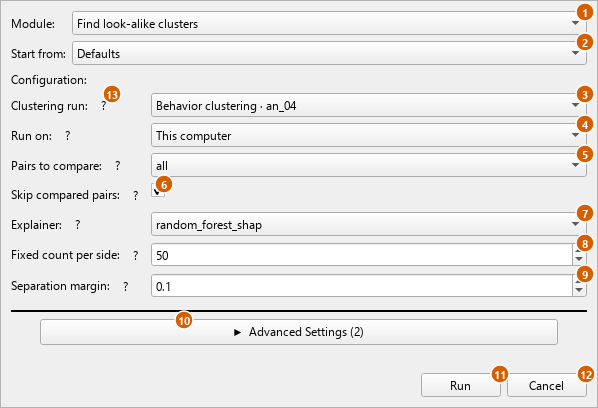 Module: Find look-alike clusters 1
Start from: Defaults 2
Configuration:
Clustering run: ? 13 Behavior clustering · an_04 3
Run on: ? This computer 4
Pairs to compare: ? all 5
Skip compared pairs: ? 6
Explainer: ? random_forest_shap 7
Fixed count per side: ? 50 8
Separation margin: ? 0.1 9
10
► Advanced Settings (2)
Run 11 Cancel 12